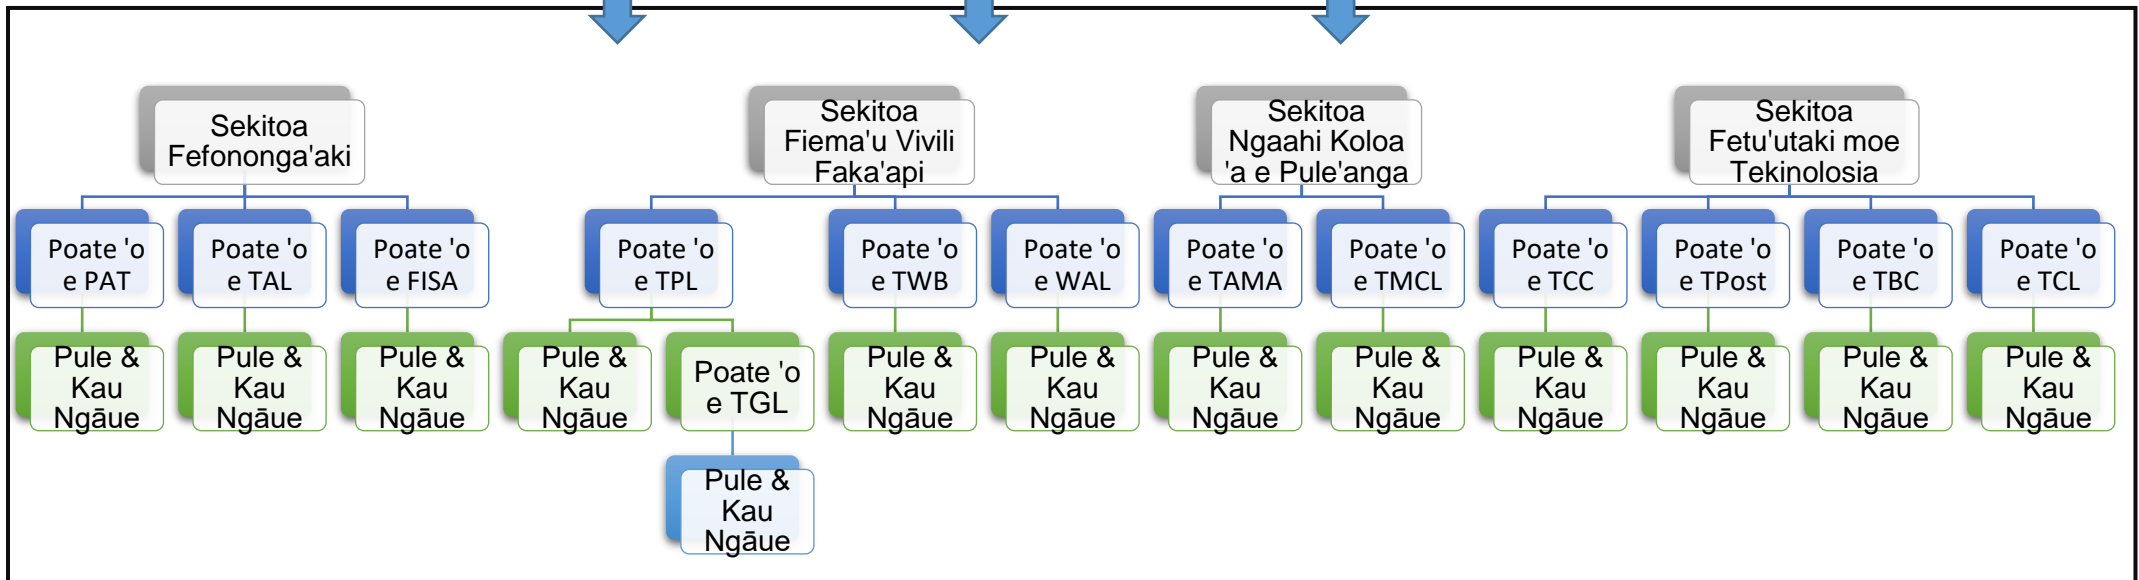 Sekitoa
Fefononga'aki
Sekitoa
Fiema'u Vivili
Faka'api
Sekitoa
Ngaahi Koloa
'a e Pule'anga
Sekitoa
Fetu'utaki moe
Tekinolosia
Poate 'o
e PAT
Poate 'o
e TAL
Poate 'o
e FISA
Poate 'o
e TPL
Poate 'o
e TWB
Poate 'o
e WAL
Poate 'o
e TAMA
Poate 'o
e TMCL
Poate 'o
e TCC
Poate 'o
e TPost
Poate 'o
e TBC
Poate 'o
e TCL
Pule &
Kau
Ngāue
Pule &
Kau
Ngāue
Pule &
Kau
Ngāue
Pule &
Kau
Ngāue
Poate 'o
e TGL
Pule &
Kau
Ngāue
Pule &
Kau
Ngāue
Pule &
Kau
Ngāue
Pule &
Kau
Ngāue
Pule &
Kau
Ngāue
Pule &
Kau
Ngāue
Pule &
Kau
Ngāue
Pule &
Kau
Ngāue
Pule &
Kau
Ngāue